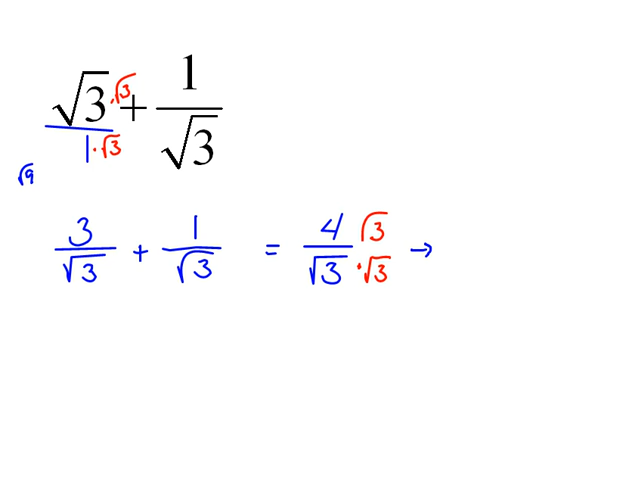 √3·√3 / 1·√3 + 1/√3
√9
3/√3 + 1/√3 = 4√3 / √3·√3 →